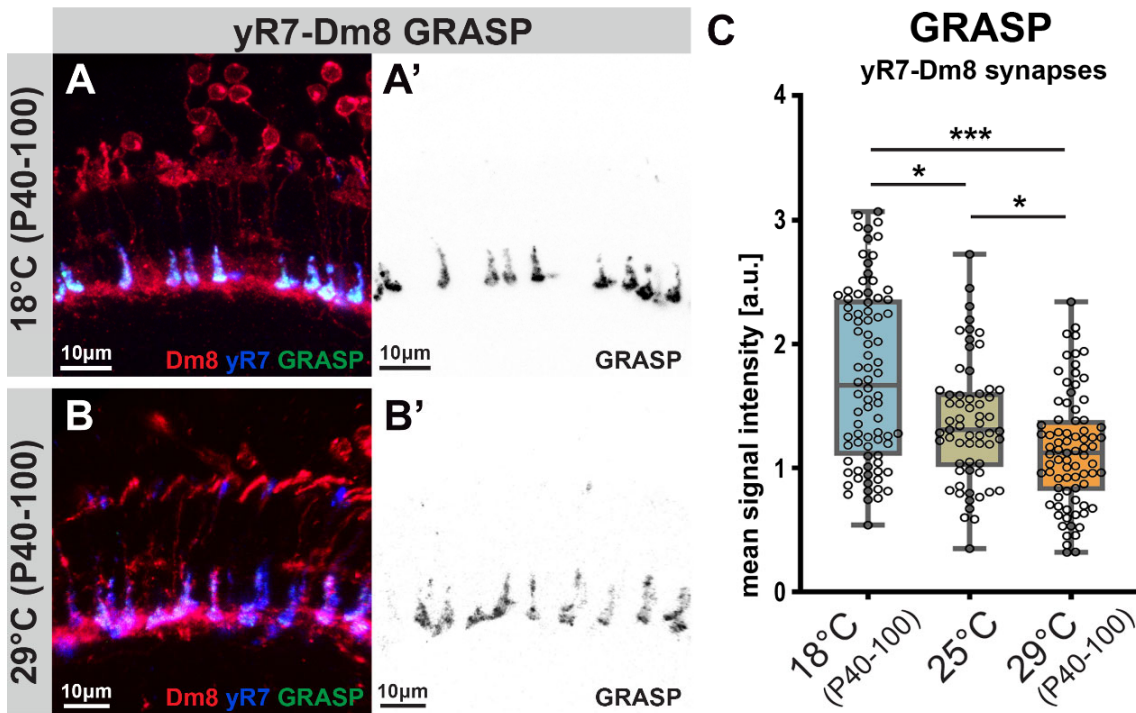 yR7-Dm8 GRASP
18°C (P40-100)
A
10µm
Dm8 yR7 GRASP
A'
10µm
GRASP
29°C (P40-100)
B
10µm
Dm8 yR7 GRASP
B'
10µm
GRASP
C
GRASP
yR7-Dm8 synapses
mean signal intensity [a.u.]
4
3
2
1
0
***
*
*
18°C
(P40-100)
25°C
29°C
(P40-100)